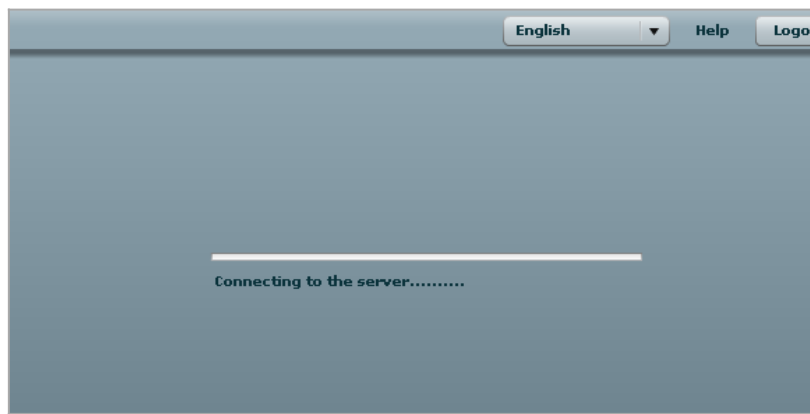 English Help Logo
Connecting to the server..........